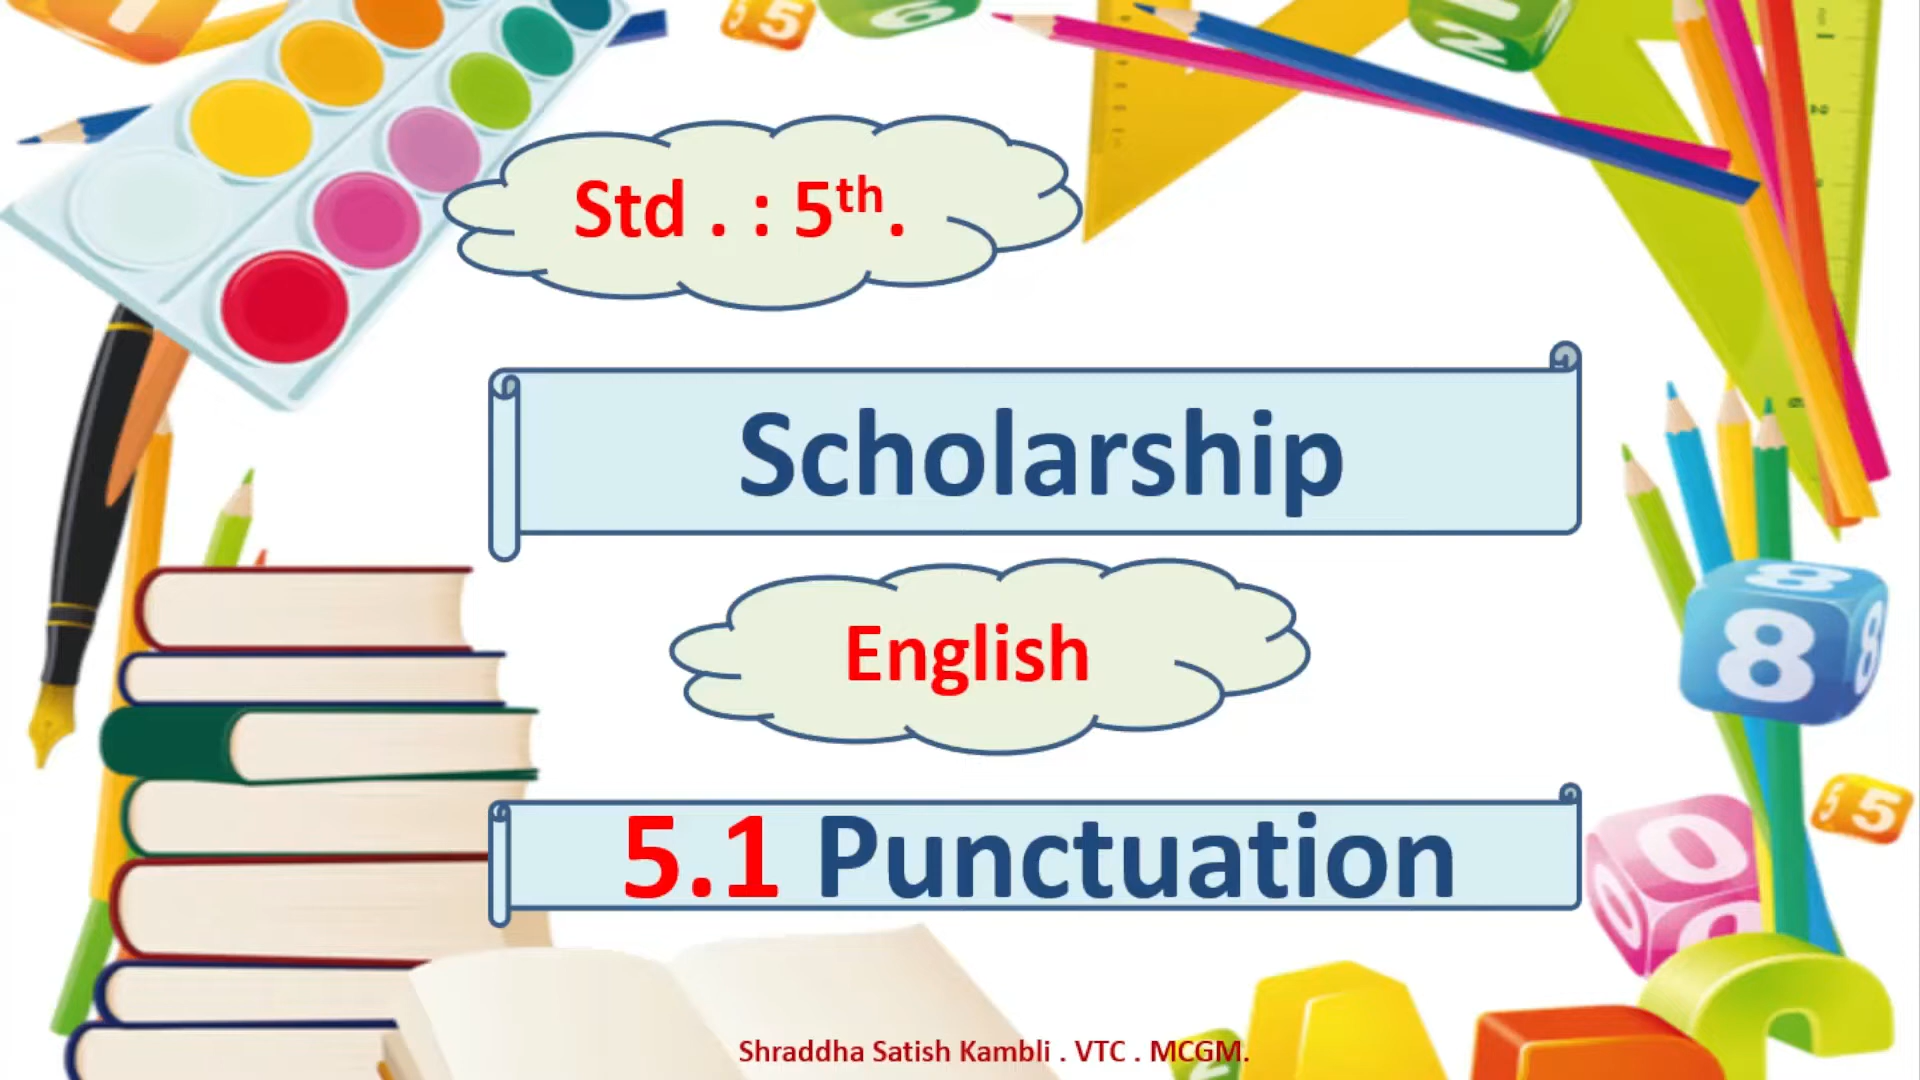 Std . : 5th.
Scholarship
English
5.1 Punctuation
Shraddha Satish Kambli . VTC . MCGM.